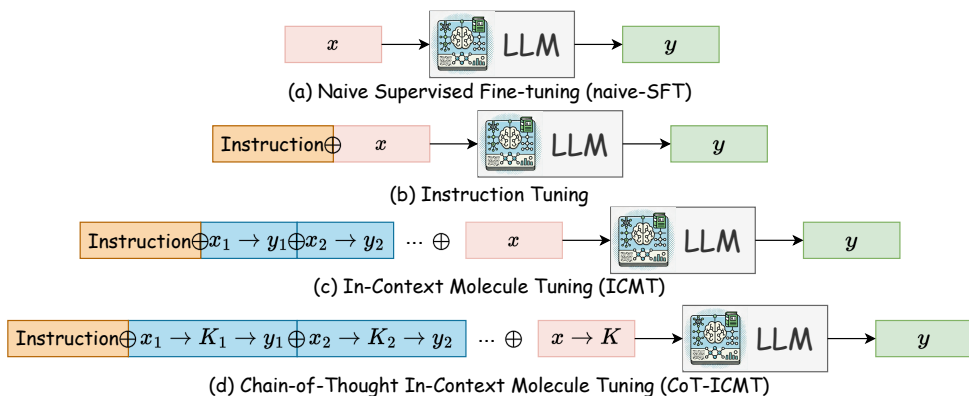 x LLM y
(a) Naive Supervised Fine-tuning (naive-SFT)
Instruction ⊕ x LLM y
(b) Instruction Tuning
Instruction ⊕ x₁ → y₁ ⊕ x₂ → y₂ ... ⊕ x LLM y
(c) In-Context Molecule Tuning (ICMT)
Instruction ⊕ x₁ → K₁ → y₁ ⊕ x₂ → K₂ → y₂ ... ⊕ x → K LLM y
(d) Chain-of-Thought In-Context Molecule Tuning (CoT-ICMT)